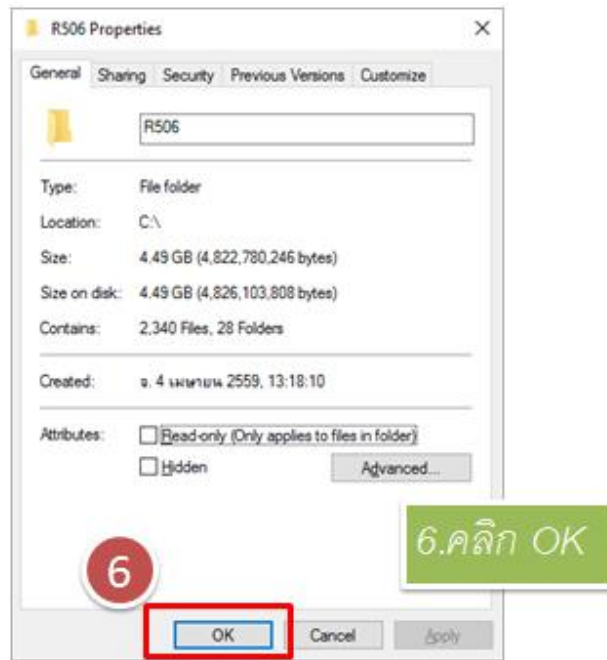 R506 Properties
General Sharing Security Previous Versions Customize
R506
Type: File folder
Location: C:\
Size: 4.49 GB (4,822,780,246 bytes)
Size on disk: 4.49 GB (4,826,103,808 bytes)
Contains: 2,340 Files, 28 Folders
Created: จ. 4 เมษายน 2559, 13:18:10
Attributes: Read-only (Only applies to files in folder)
Hidden Advanced...
6.คลิก OK
6
OK Cancel Apply